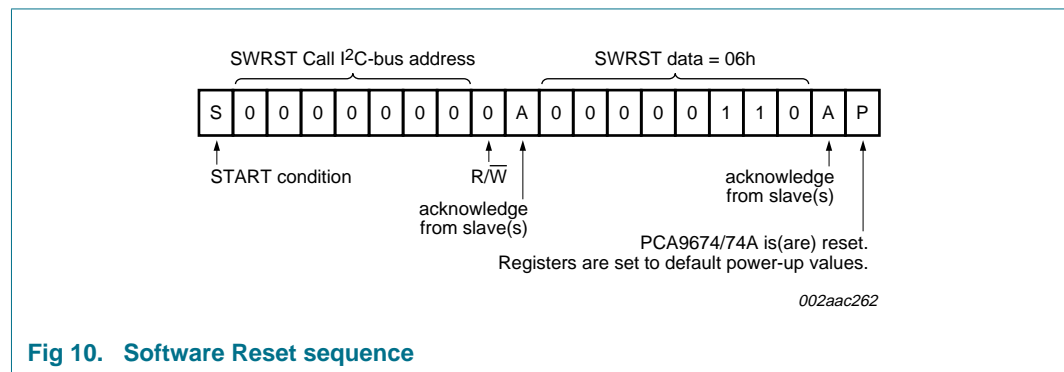 SWRST Call I²C-bus address SWRST data = 06h
S 0 0 0 0 0 0 0 0 A 0 0 0 0 0 1 1 0 A P
START condition R/W̅ acknowledge
acknowledge from slave(s)
from slave(s)
PCA9674/74A is(are) reset.
Registers are set to default power-up values.
002aac262
Fig 10. Software Reset sequence